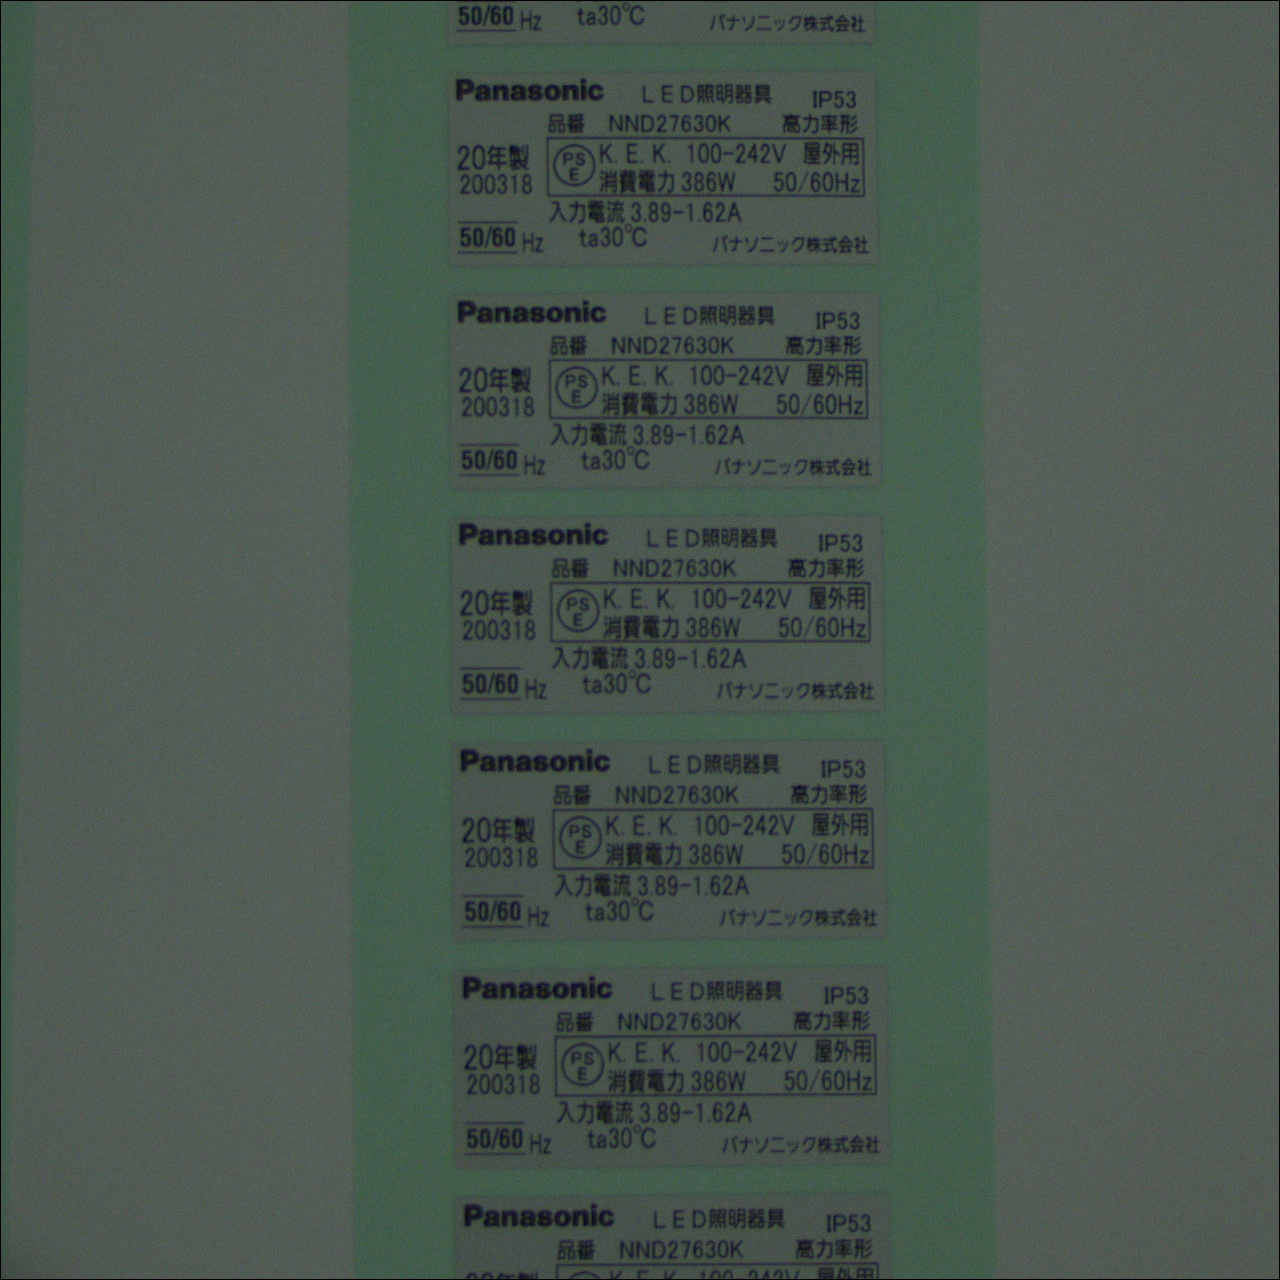 50/60 Hz ta30℃ パナソニック株式会社
Panasonic LED照明器具 IP53
品番 NND27630K 高力率形
20年製 PSE K.E.K. 100-242V 屋外用
200318 消費電力 386W 50/60Hz
入力電流 3.89-1.62A
50/60 Hz ta30℃ パナソニック株式会社
Panasonic LED照明器具 IP53
品番 NND27630K 高力率形
20年製 PSE K.E.K. 100-242V 屋外用
200318 消費電力 386W 50/60Hz
入力電流 3.89-1.62A
50/60 Hz ta30℃ パナソニック株式会社
Panasonic LED照明器具 IP53
品番 NND27630K 高力率形
20年製 PSE K.E.K. 100-242V 屋外用
200318 消費電力 386W 50/60Hz
入力電流 3.89-1.62A
50/60 Hz ta30℃ パナソニック株式会社
Panasonic LED照明器具 IP53
品番 NND27630K 高力率形
20年製 PSE K.E.K. 100-242V 屋外用
200318 消費電力 386W 50/60Hz
入力電流 3.89-1.62A
50/60 Hz ta30℃ パナソニック株式会社
Panasonic LED照明器具 IP53
品番 NND27630K 高力率形
20年製 PSE K.E.K. 100-242V 屋外用
200318 消費電力 386W 50/60Hz
入力電流 3.89-1.62A
50/60 Hz ta30℃ パナソニック株式会社
Panasonic LED照明器具 IP53
品番 NND27630K 高力率形
20年製 PS K.E.K. 100-242V 屋外用